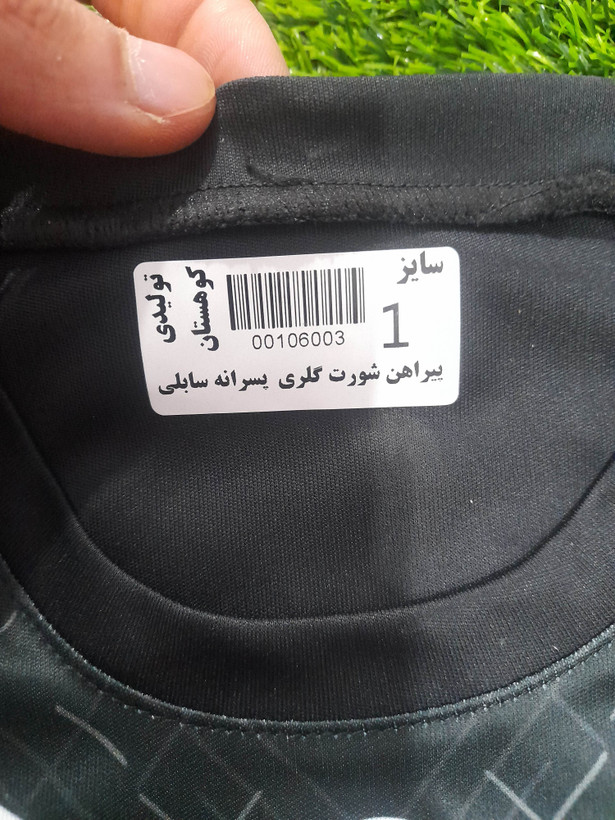 سایز
1
00106003
تولیدی
کوهستان
پیراهن شورت گلری پسرانه سابلی